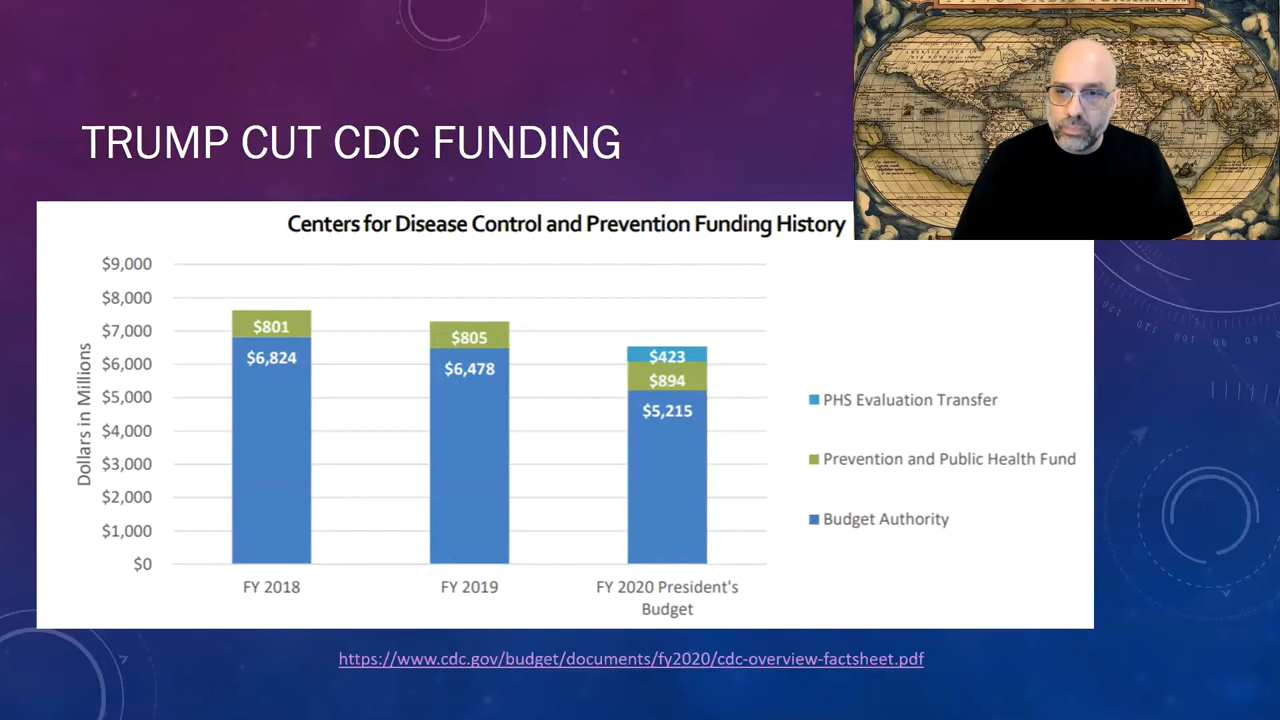 TRUMP CUT CDC FUNDING
Centers for Disease Control and Prevention Funding History
Dollars in Millions
$9,000
$8,000
$7,000
$6,000
$5,000
$4,000
$3,000
$2,000
$1,000
$0
$801
$6,824
$805
$6,478
$423
$894
$5,215
FY 2018
FY 2019
FY 2020 President's
Budget
PHS Evaluation Transfer
Prevention and Public Health Fund
Budget Authority
https://www.cdc.gov/budget/documents/fy2020/cdc-overview-factsheet.pdf